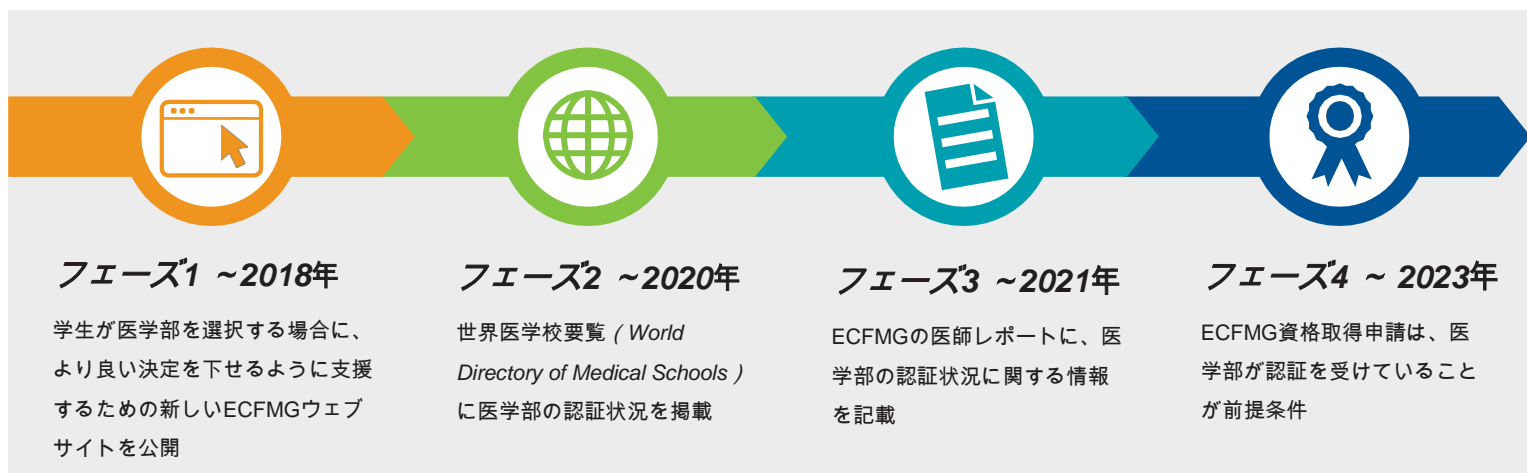 フェーズ1 ~2018年
学生が医学部を選択する場合に、
より良い決定を下せるように支援
するための新しいECFMGウェブ
サイトを公開
フェーズ2 ~2020年
世界医学校要覧 ( World
Directory of Medical Schools )
に医学部の認証状況を掲載
フェーズ3 ~2021年
ECFMGの医師レポートに、医
学部の認証状況に関する情報
を記載
フェーズ4 ~ 2023年
ECFMG資格取得申請は、医
学部が認証を受けていること
が前提条件